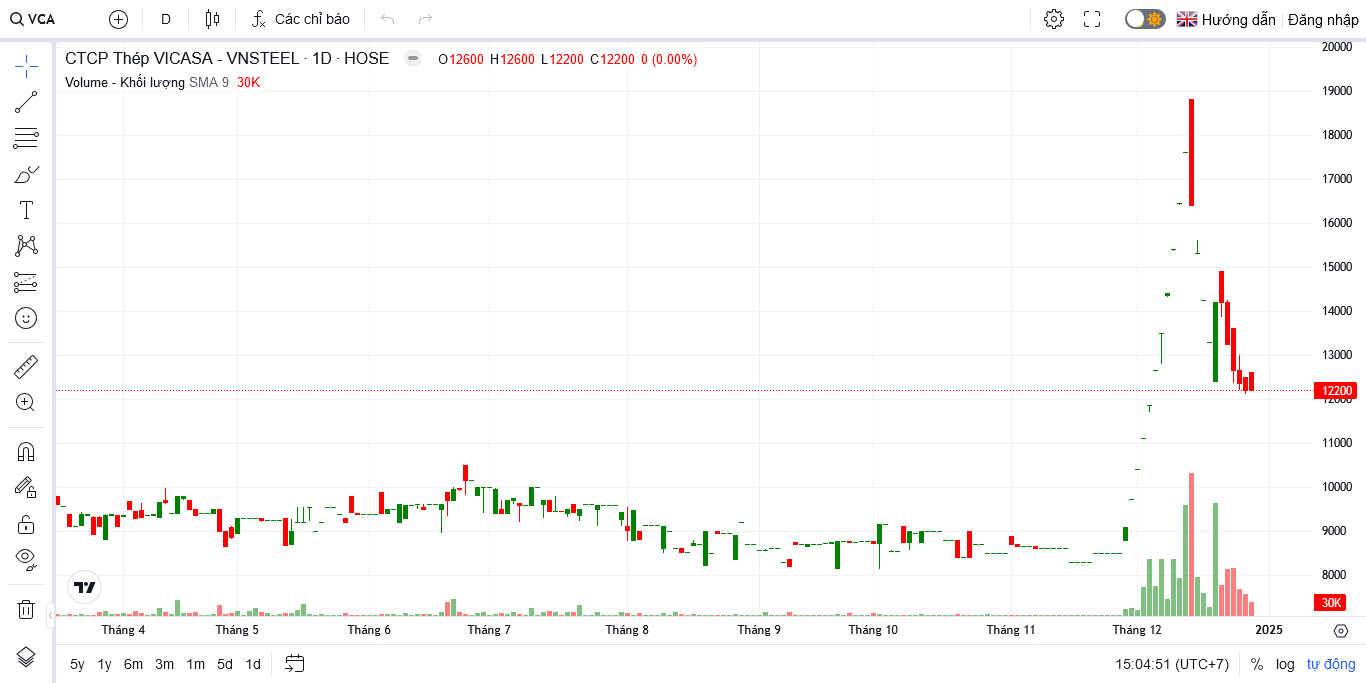 VCA D Các chỉ báo Hướng dẫn Đăng nhập
CTCP Thép VICASA - VNSTEEL · 1D · HOSE O12600 H12600 L12200 C12200 0 (0.00%)
Volume - Khối lượng SMA 9 30K
20000
19000
18000
17000
16000
15000
14000
13000
12200
12000
11000
10000
9000
8000
30K
Tháng 4 Tháng 5 Tháng 6 Tháng 7 Tháng 8 Tháng 9 Tháng 10 Tháng 11 Tháng 12 2025
5y 1y 6m 3m 1m 5d 1d 15:04:51 (UTC+7) % log tự động